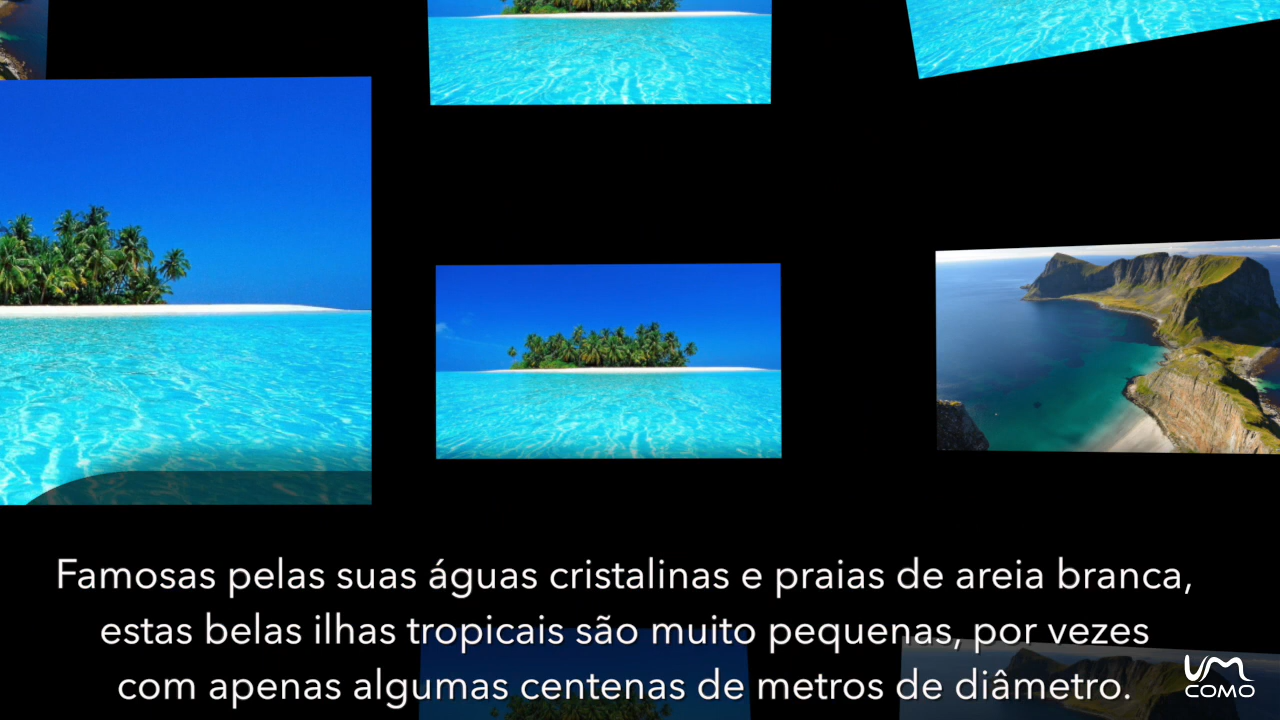 Famosas pelas suas águas cristalinas e praias de areia branca,
estas belas ilhas tropicais são muito pequenas, por vezes
com apenas algumas centenas de metros de diâmetro.
UM
COMO